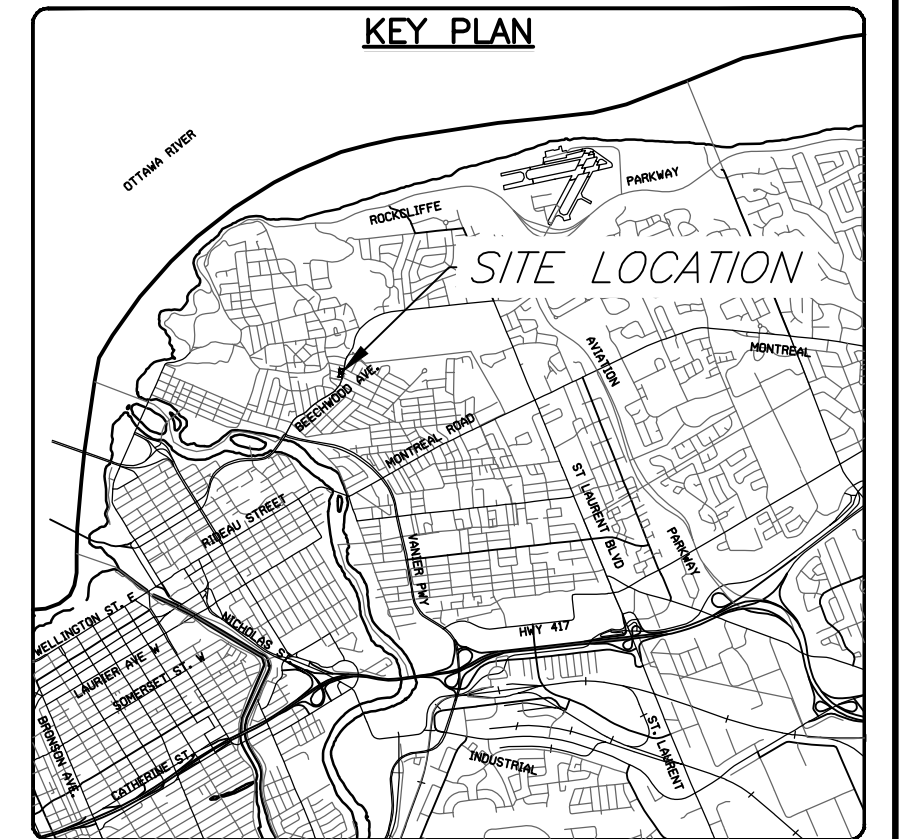 KEY PLAN
OTTAWA RIVER
PARKWAY
ROCKCLIFFE
SITE LOCATION
AVIATION
MONTREAL
BEECHWOOD AVE.
MONTREAL ROAD
ST LAURENT BLVD
RIDEAU STREET
VANIER PWY
PARKWAY
WELLINGTON ST.
NICHOLAS
HWY 417
LAURIER AVE W
SOMERSET ST. W
BRONSON AVE.
CATHERINE ST.
ST. LAURENT
INDUSTRIAL